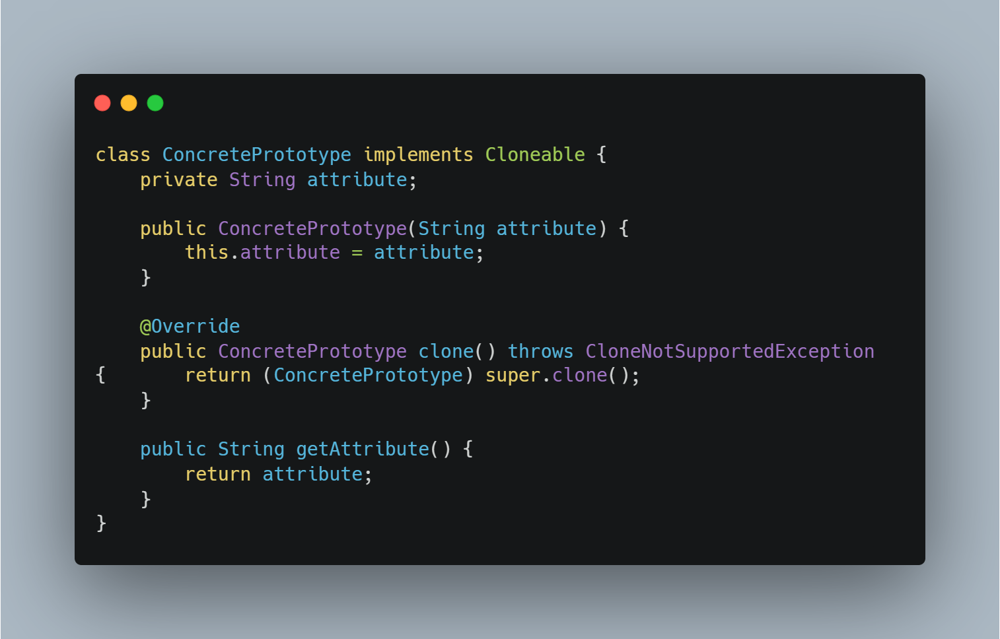 class ConcretePrototype implements Cloneable {
    private String attribute;

    public ConcretePrototype(String attribute) {
        this.attribute = attribute;
    }

    @Override
    public ConcretePrototype clone() throws CloneNotSupportedException
{       return (ConcretePrototype) super.clone();
    }

    public String getAttribute() {
        return attribute;
    }
}